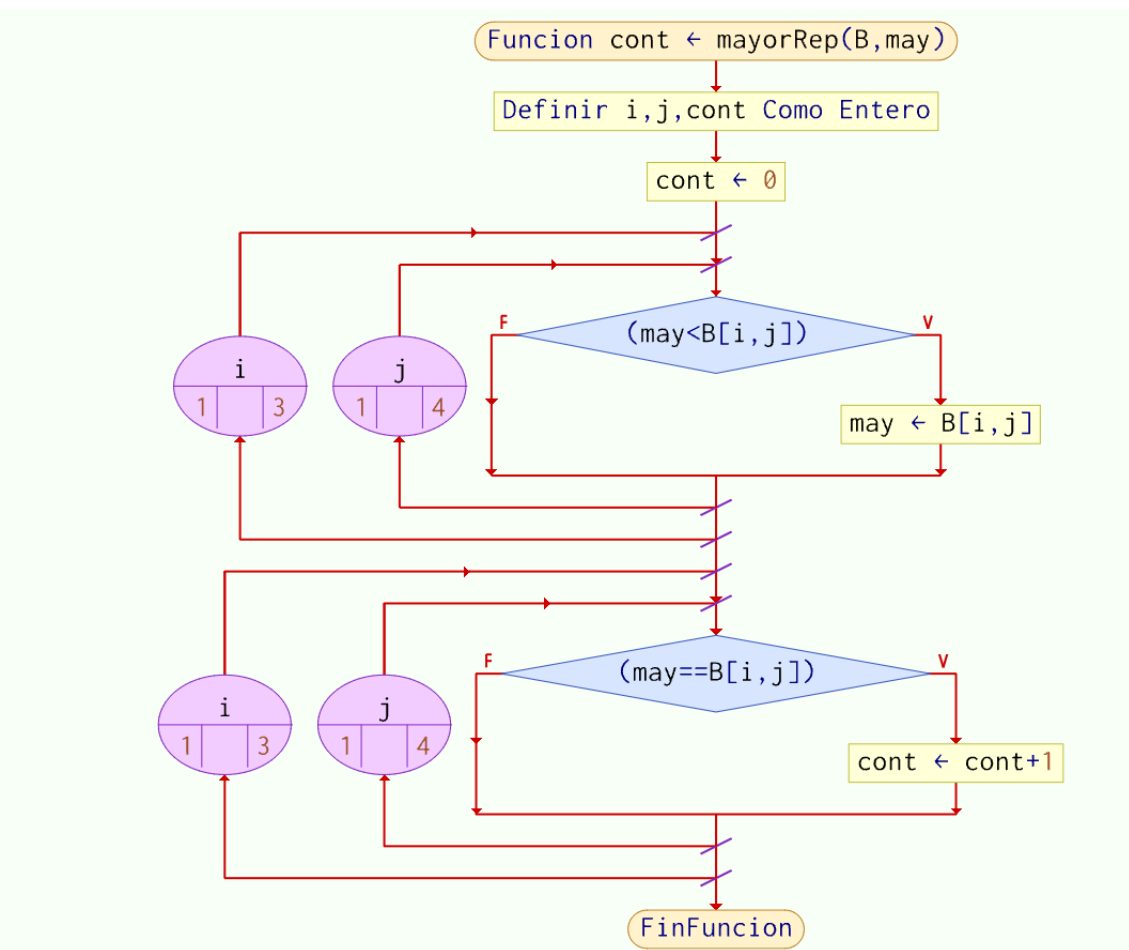 Funcion cont ← mayorRep(B,may)
Definir i,j,cont Como Entero
cont ← 0
F
(may<B[i,j])
V
i
1 3
j
1 4
may ← B[i,j]
F
(may==B[i,j])
V
i
1 3
j
1 4
cont ← cont+1
FinFuncion